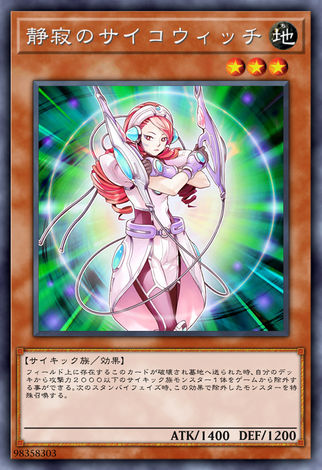 静寂のサイコウィッチ
地
【サイキック族／効果】
フィールド上に存在するこのカードが破壊され墓地へ送られた時、自分のデッ
キから攻撃力２０００以下のサイキック族モンスター１体をゲームから除外す
る事ができる。次のスタンバイフェイズ時、この効果で除外したモンスターを特
殊召喚する。
ATK/1400 DEF/1200
98358303